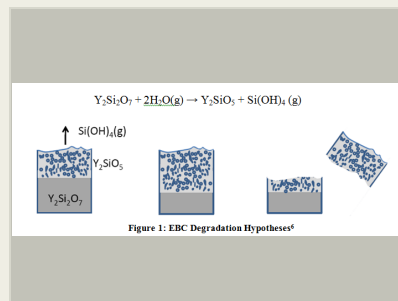 Y₂Si₂O₇ + 2H₂O(g) → Y₂SiO₅ + Si(OH)₄ (g)
Si(OH)₄(g)
Y₂SiO₅
Y₂Si₂O₇
Figure 1: EBC Degradation Hypotheses⁶